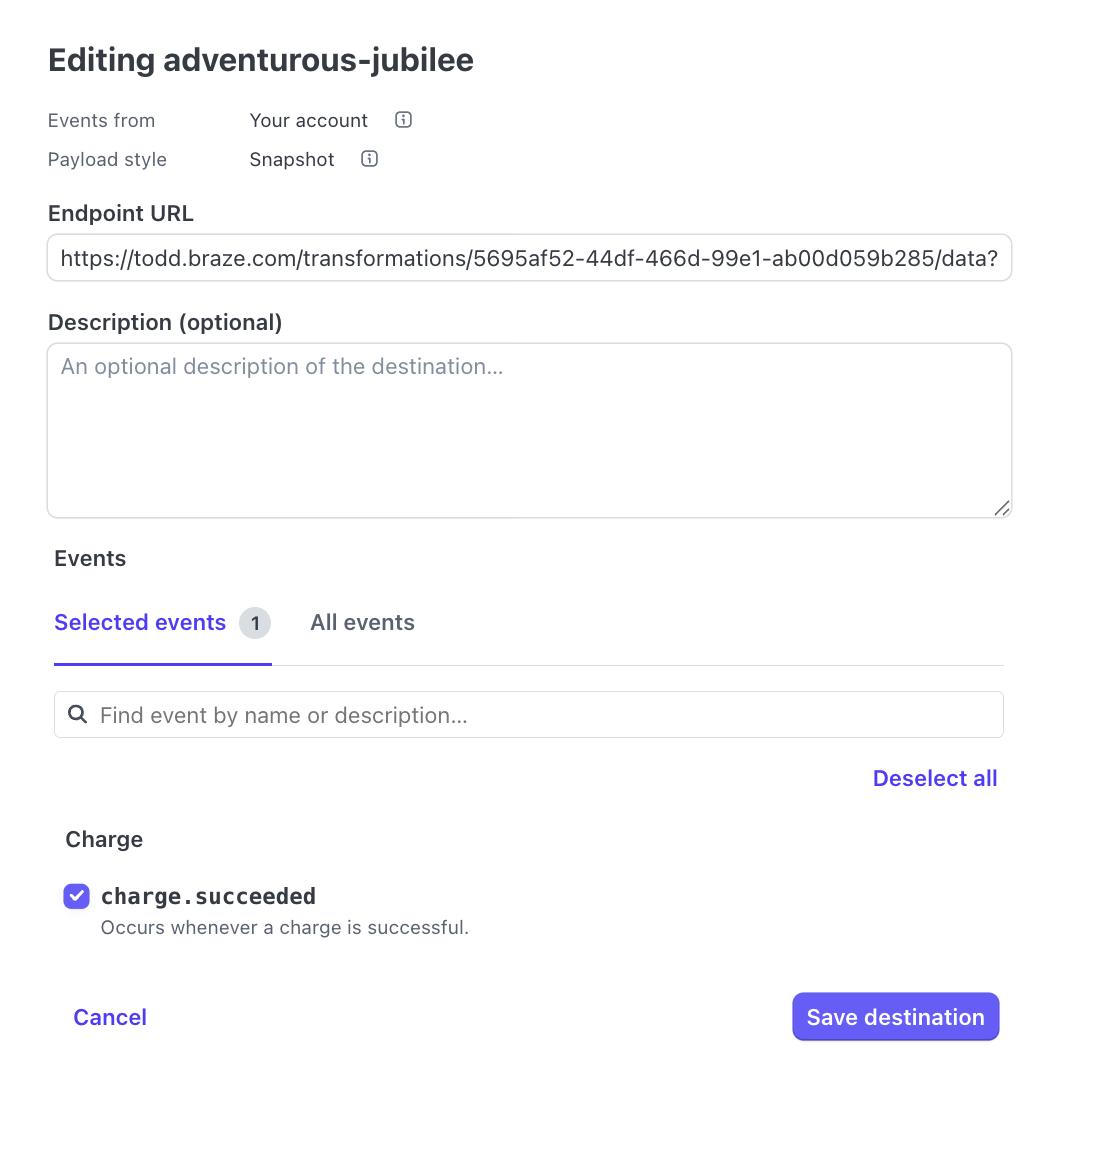 Editing adventurous-jubilee
Events from Your account
Payload style Snapshot
Endpoint URL
https://todd.braze.com/transformations/5695af52-44df-466d-99e1-ab00d059b285/data?
Description (optional)
An optional description of the destination...
Events
Selected events 1 All events
Find event by name or description...
Deselect all
Charge
charge.succeeded
Occurs whenever a charge is successful.
Cancel Save destination